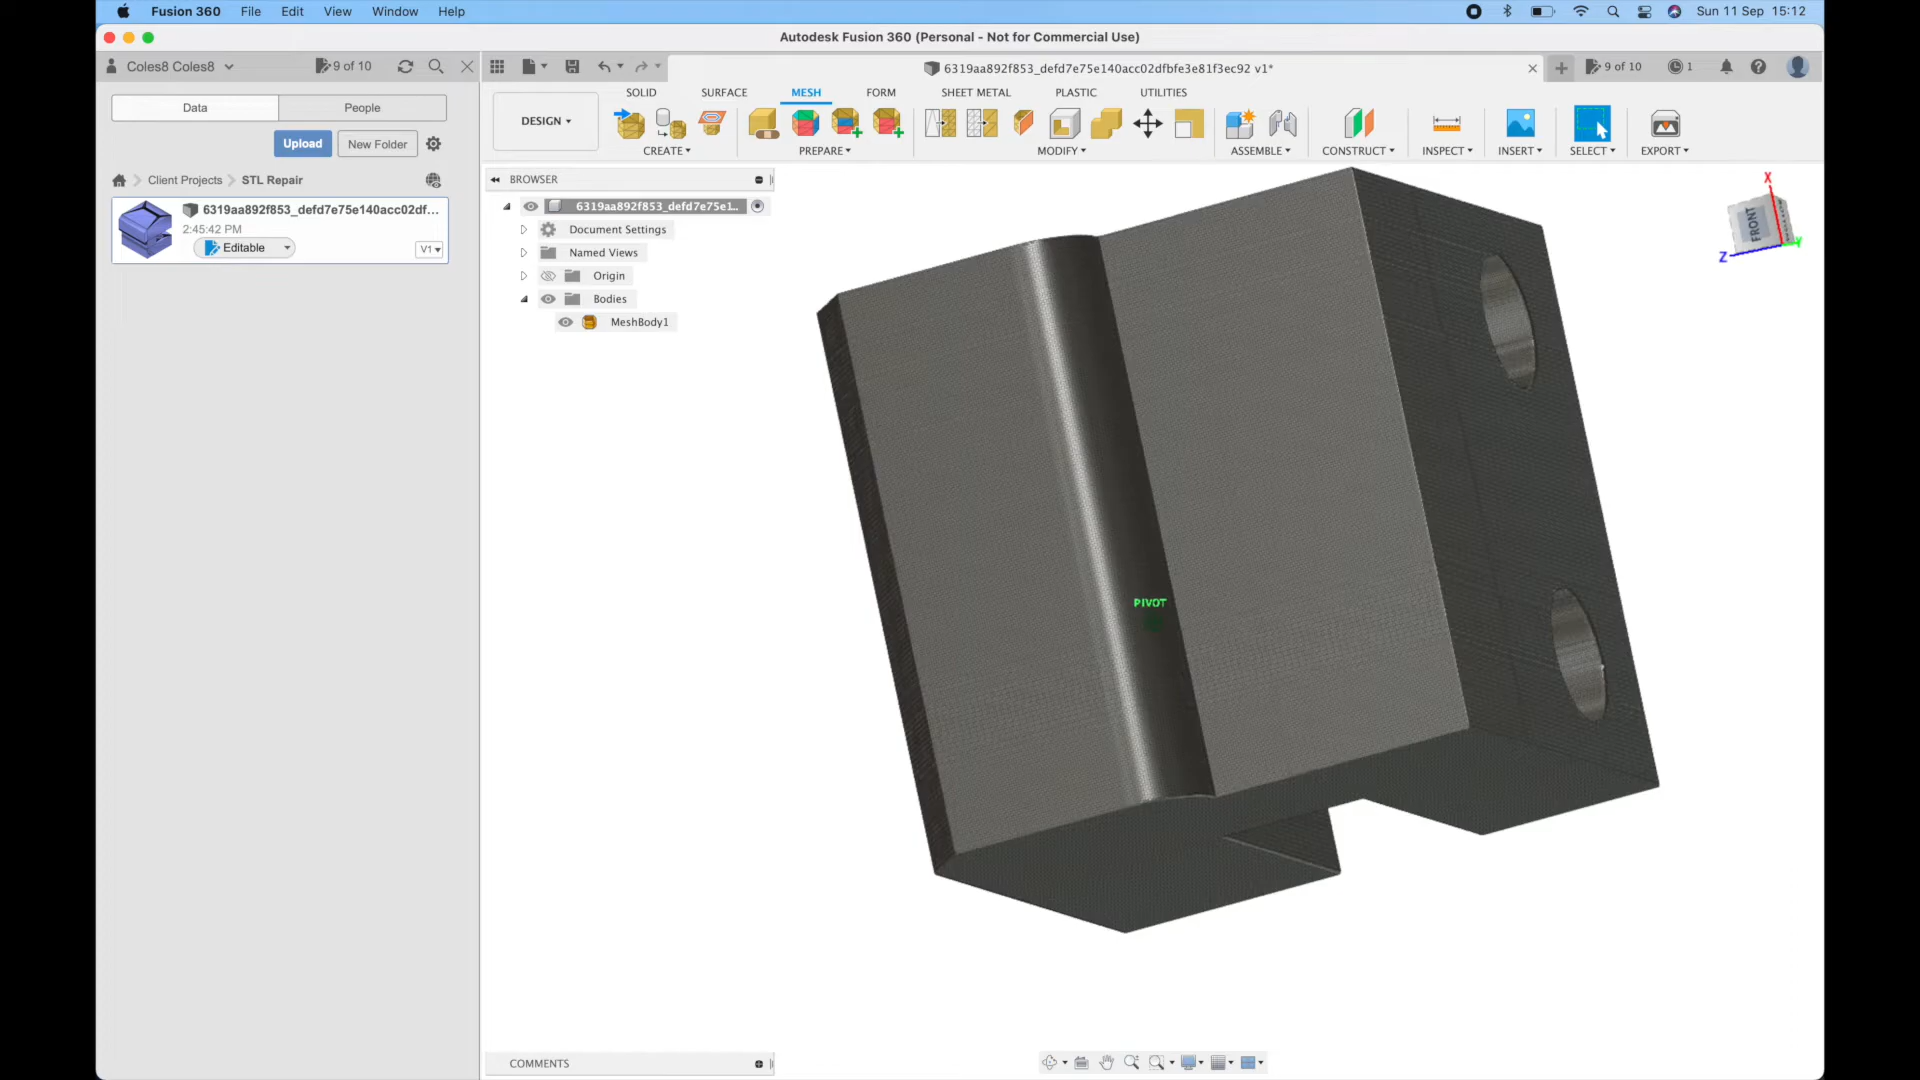 Fusion 360 File Edit View Window Help Sun 11 Sep 15:12
Autodesk Fusion 360 (Personal - Not for Commercial Use)
Coles8 Coles8 9 of 10
6319aa892f853_defd7e75e140acc02dfbfe3e81f3ec92 v1*
9 of 10 1
Data People
Upload New Folder
Client Projects STL Repair
6319aa892f853_defd7e75e140acc02df...
2:45:42 PM
Editable V1
DESIGN
SOLID SURFACE MESH FORM SHEET METAL PLASTIC UTILITIES
CREATE PREPARE MODIFY ASSEMBLE CONSTRUCT INSPECT INSERT SELECT EXPORT
BROWSER
6319aa892f853_defd7e75e1...
Document Settings
Named Views
Origin
Bodies
MeshBody1
PIVOT
X
FRONT
Z
COMMENTS